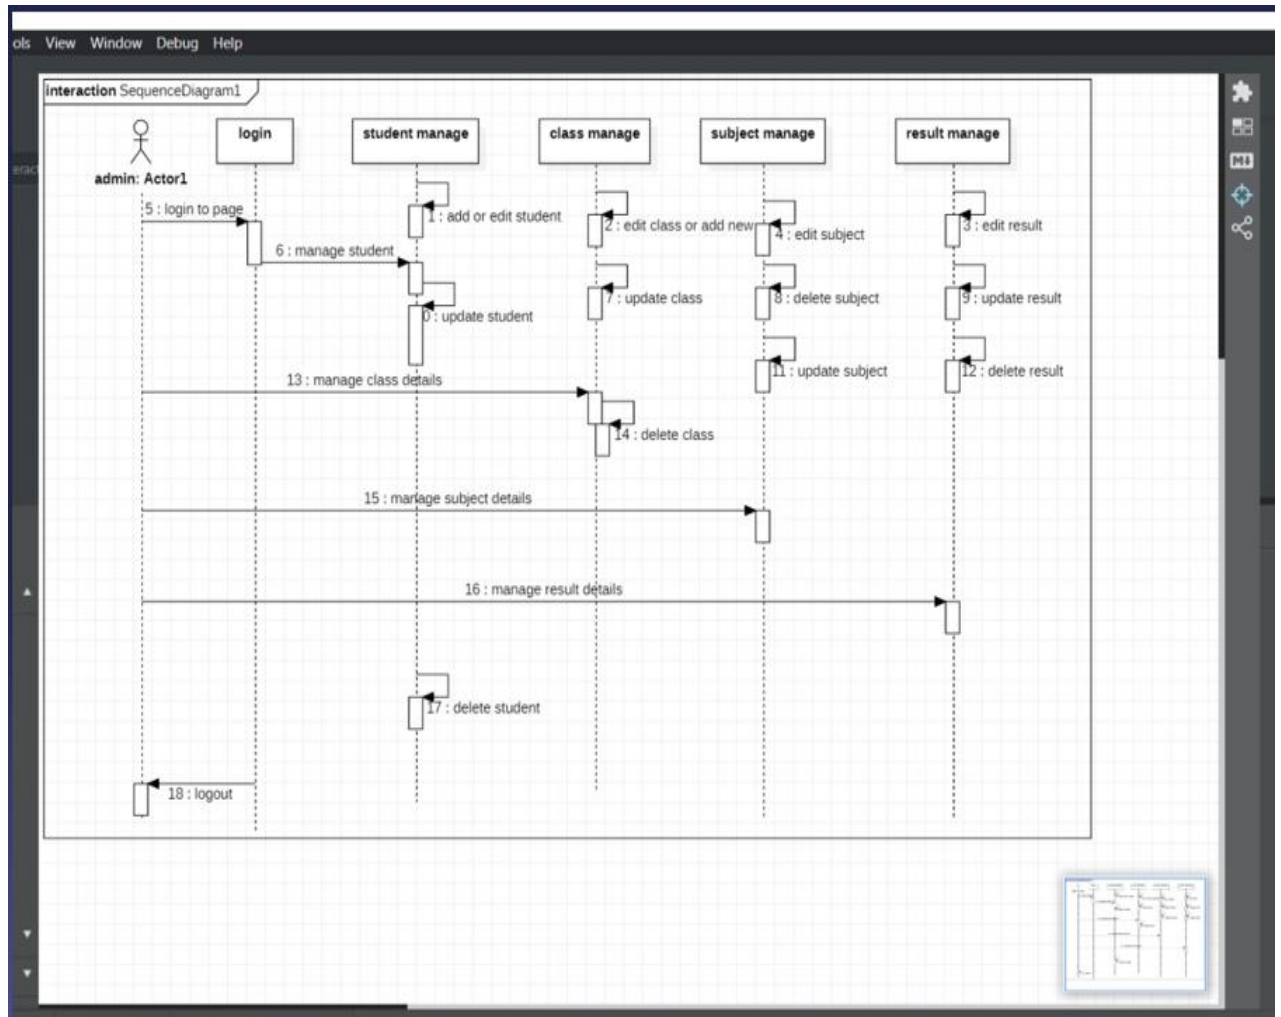 ols View Window Debug Help
interaction SequenceDiagram1
login
student manage
class manage
subject manage
result manage
admin: Actor1
5 : login to page
1 : add or edit student
2 : edit class or add new
4 : edit subject
3 : edit result
6 : manage student
7 : update class
8 : delete subject
9 : update result
0 : update student
11 : update subject
12 : delete result
13 : manage class details
14 : delete class
15 : manage subject details
16 : manage result details
17 : delete student
18 : logout